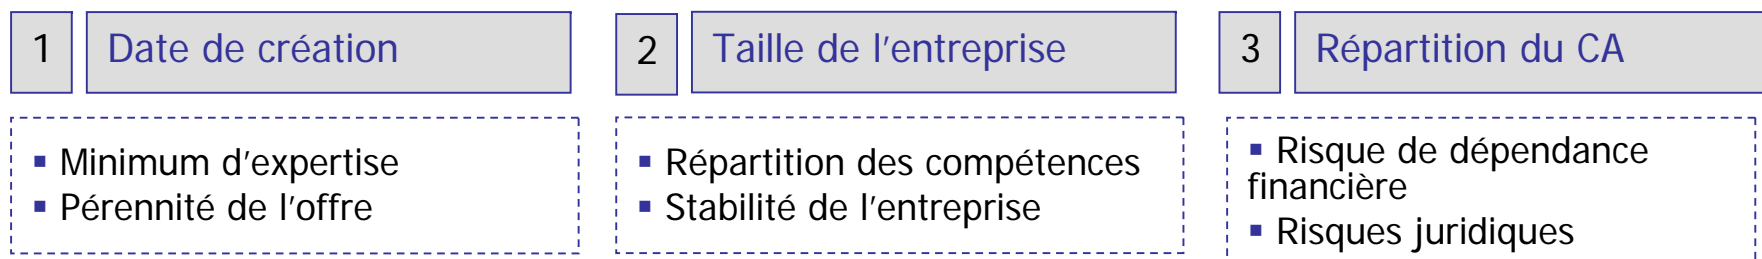 1 Date de création
▪ Minimum d'expertise
▪ Pérennité de l'offre
2 Taille de l'entreprise
▪ Répartition des compétences
▪ Stabilité de l'entreprise
3 Répartition du CA
▪ Risque de dépendance
financière
▪ Risques juridiques